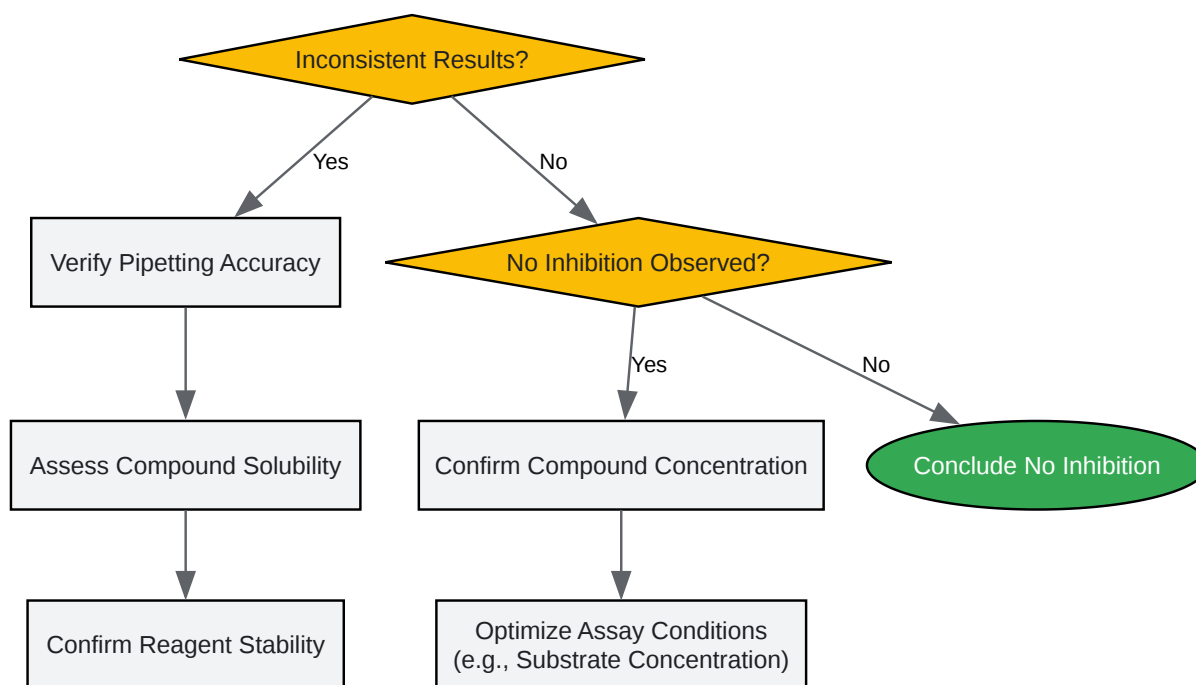 Inconsistent Results?
Yes
No
Verify Pipetting Accuracy
No Inhibition Observed?
Yes
No
Assess Compound Solubility
Confirm Compound Concentration
Conclude No Inhibition
Confirm Reagent Stability
Optimize Assay Conditions
(e.g., Substrate Concentration)